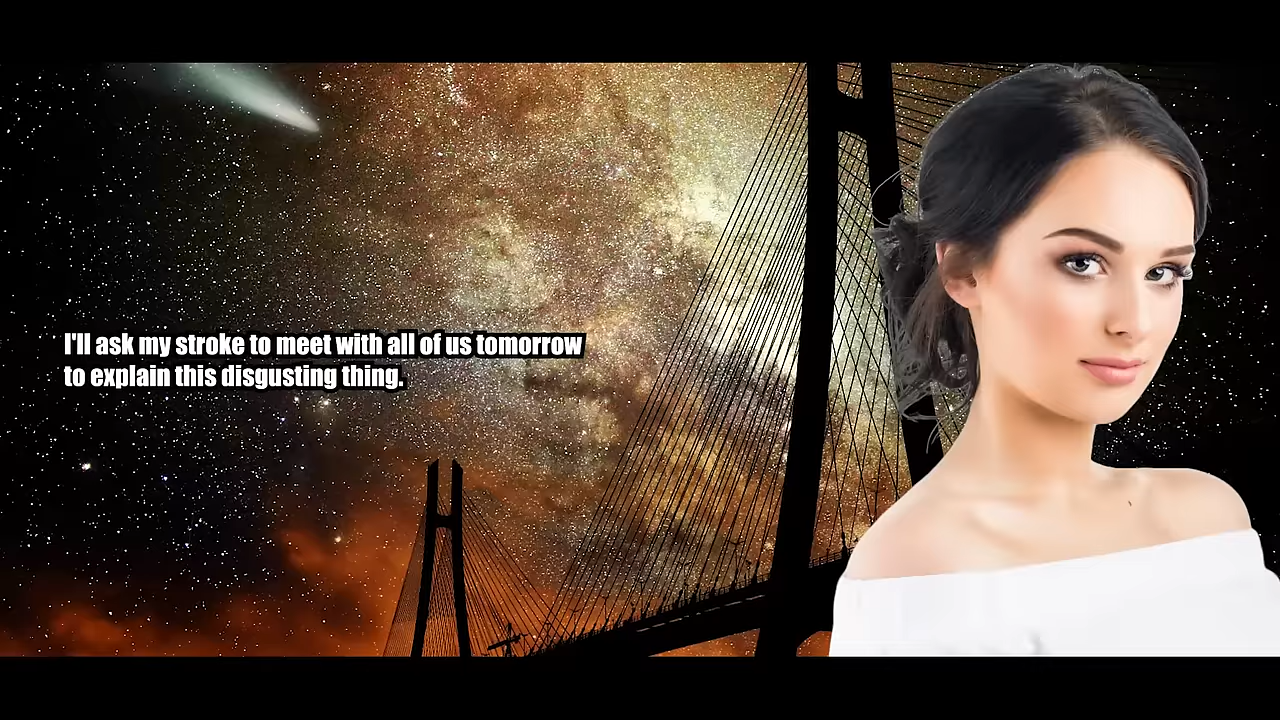 I'll ask my stroke to meet with all of us tomorrow
to explain this disgusting thing.